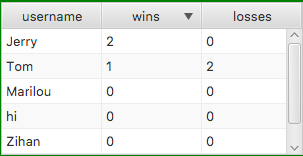 username wins losses
Jerry 2 0
Tom 1 2
Marilou 0 0
hi 0 0
Zihan 0 0